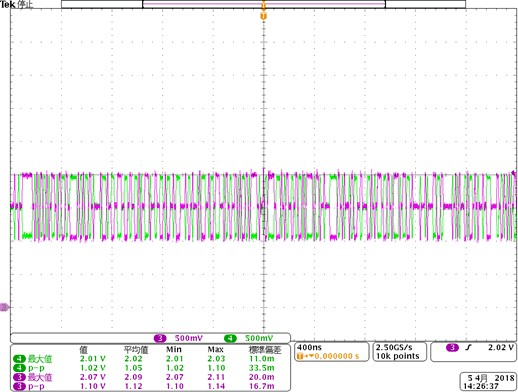 Tek 停止
T
3
3 500mV 4 500mV
400ns
T→▼0.000000 s
2.50GS/s
10k points
3 2.02 V
值 平均值 Min Max 標準偏差
4 最大值 2.01 V 2.02 2.01 2.03 11.0m
4 p-p 1.02 V 1.05 1.02 1.10 33.5m
3 最大值 2.07 V 2.09 2.07 2.11 20.0m
3 p-p 1.10 V 1.12 1.10 1.14 16.7m
5 4月 2018
14:26:37